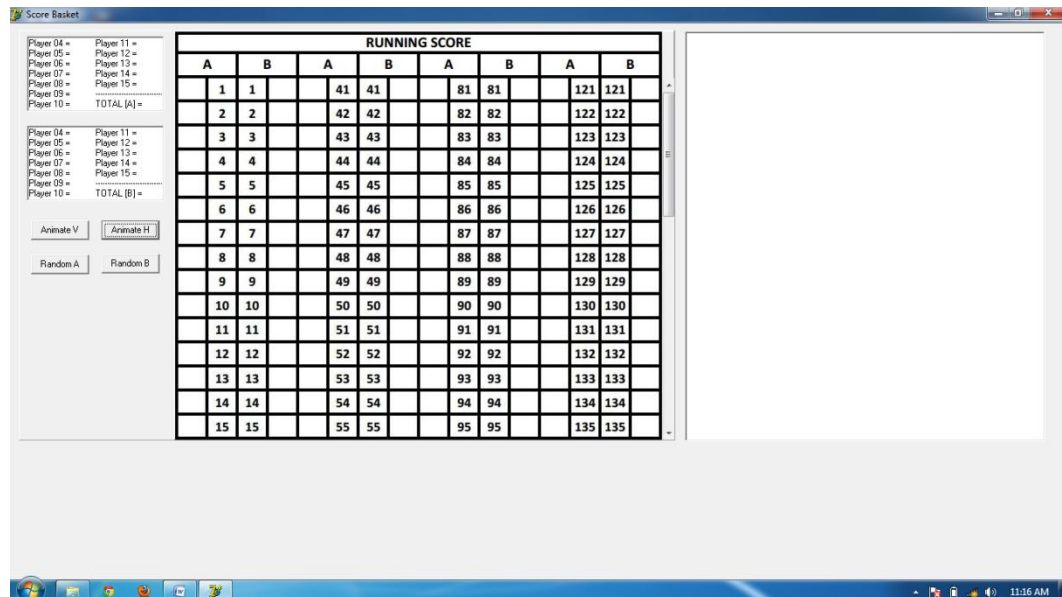 Score Basket
Player 04 = Player 11 =
Player 05 = Player 12 =
Player 06 = Player 13 =
Player 07 = Player 14 =
Player 08 = Player 15 =
Player 09 = --------------------
Player 10 = TOTAL [A] =
Player 04 = Player 11 =
Player 05 = Player 12 =
Player 06 = Player 13 =
Player 07 = Player 14 =
Player 08 = Player 15 =
Player 09 = --------------------
Player 10 = TOTAL [B] =
Animate V Animate H
Random A Random B
RUNNING SCORE
A B A B A B A B
1 1 41 41 81 81 121 121
2 2 42 42 82 82 122 122
3 3 43 43 83 83 123 123
4 4 44 44 84 84 124 124
5 5 45 45 85 85 125 125
6 6 46 46 86 86 126 126
7 7 47 47 87 87 127 127
8 8 48 48 88 88 128 128
9 9 49 49 89 89 129 129
10 10 50 50 90 90 130 130
11 11 51 51 91 91 131 131
12 12 52 52 92 92 132 132
13 13 53 53 93 93 133 133
14 14 54 54 94 94 134 134
15 15 55 55 95 95 135 135
11:16 AM